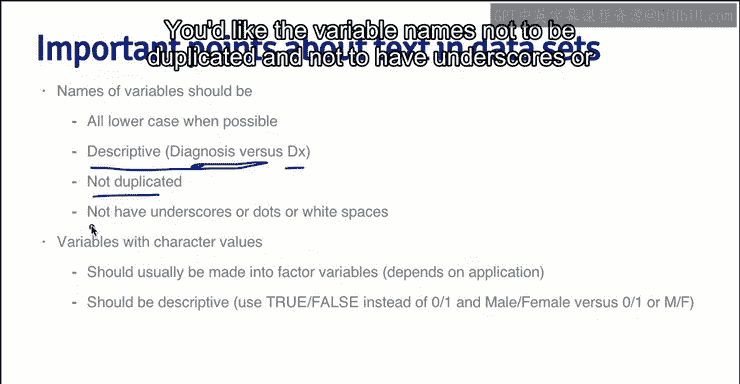 You'd like the variable names not to be
duplicated and not to have underscores or
Important points about text in data sets
• Names of variables should be
- All lower case when possible
- Descriptive (Diagnosis versus Dx)
- Not duplicated
- Not have underscores or dots or white spaces
• Variables with character values
- Should usually be made into factor variables (depends on application)
- Should be descriptive (use TRUE/FALSE instead of 0/1 and Male/Female versus 0/1 or M/F)